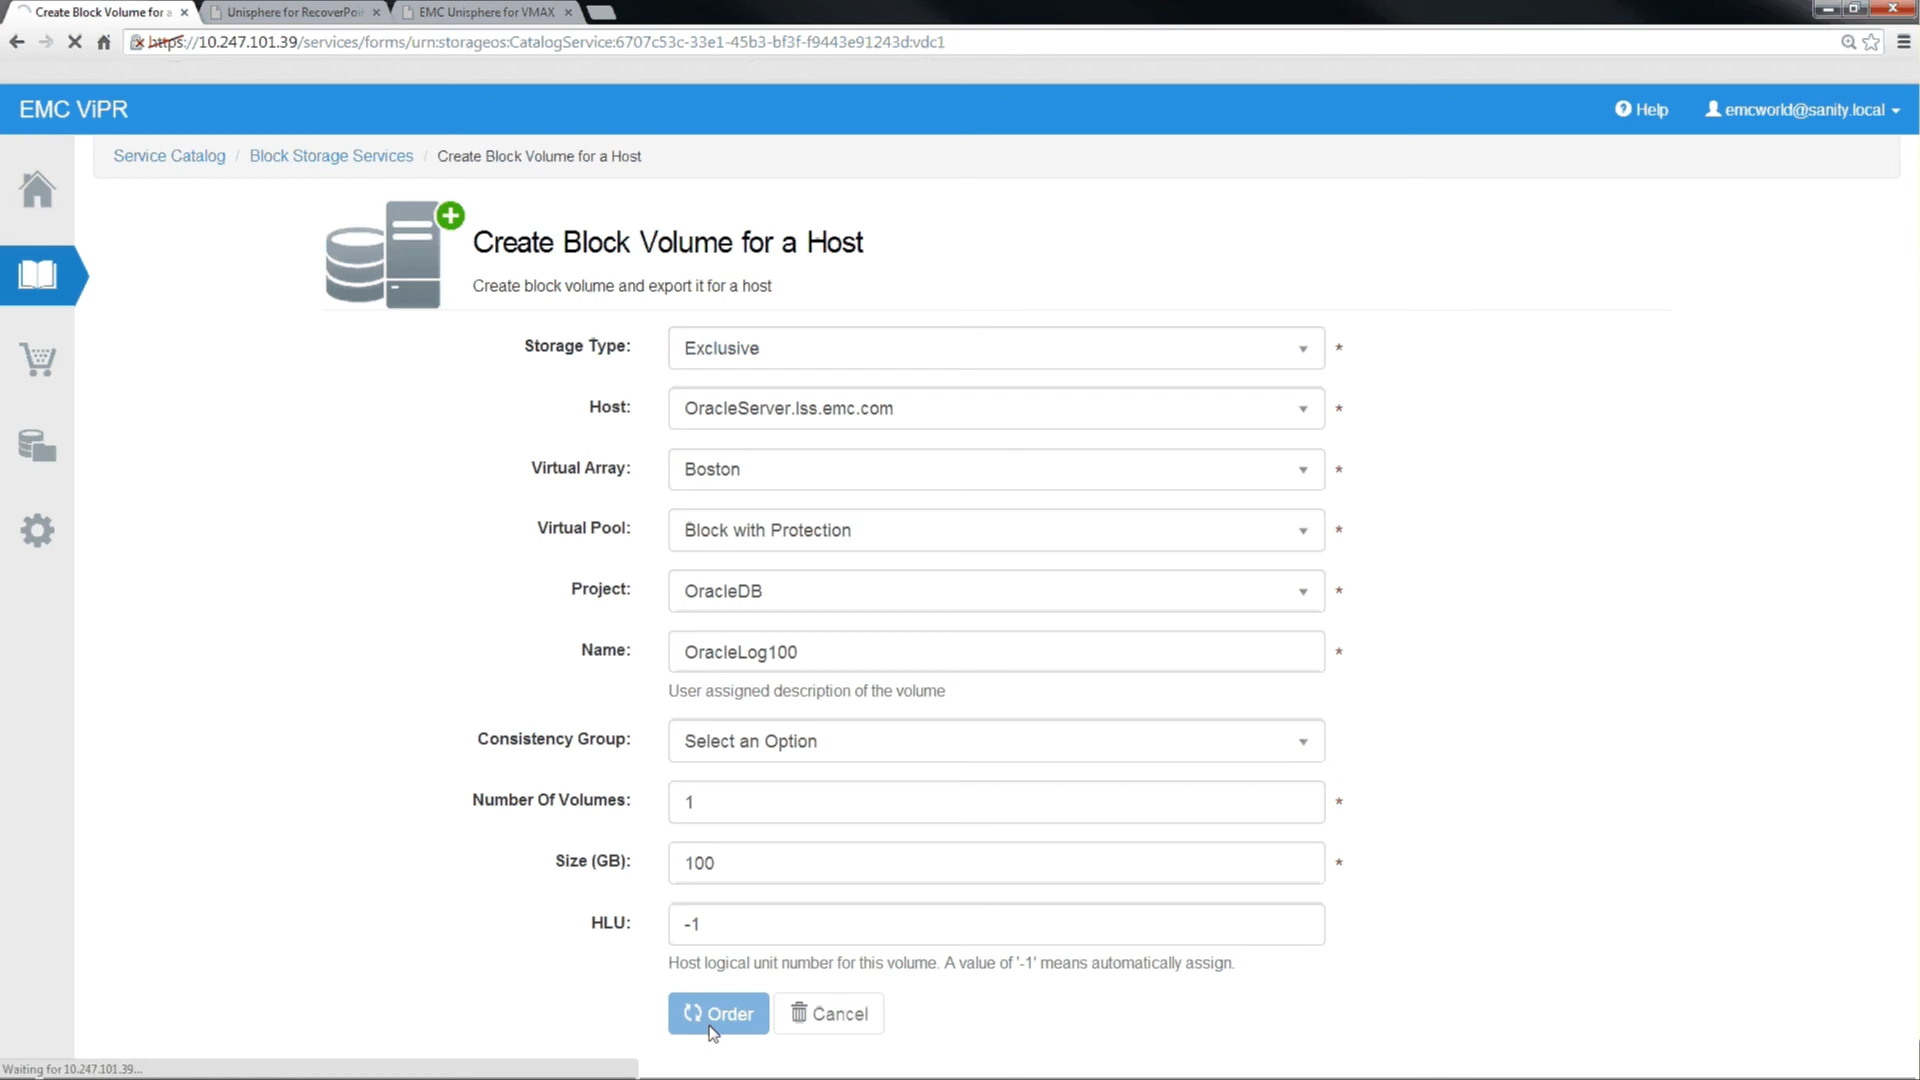 Create Block Volume for a
Unisphere for RecoverPoi
EMC Unisphere for VMAX
https://10.247.101.39/services/forms/urn:storageos:CatalogService:6707c53c-33e1-45b3-bf3f-f9443e91243d:vdc1
EMC ViPR
Help
emcworld@sanity.local
Service Catalog / Block Storage Services / Create Block Volume for a Host
Create Block Volume for a Host
Create block volume and export it for a host
Storage Type: Exclusive *
Host: OracleServer.lss.emc.com *
Virtual Array: Boston *
Virtual Pool: Block with Protection *
Project: OracleDB *
Name: OracleLog100 *
User assigned description of the volume
Consistency Group: Select an Option
Number Of Volumes: 1 *
Size (GB): 100 *
HLU: -1
Host logical unit number for this volume. A value of '-1' means automatically assign.
Order
Cancel
Waiting for 10.247.101.39...